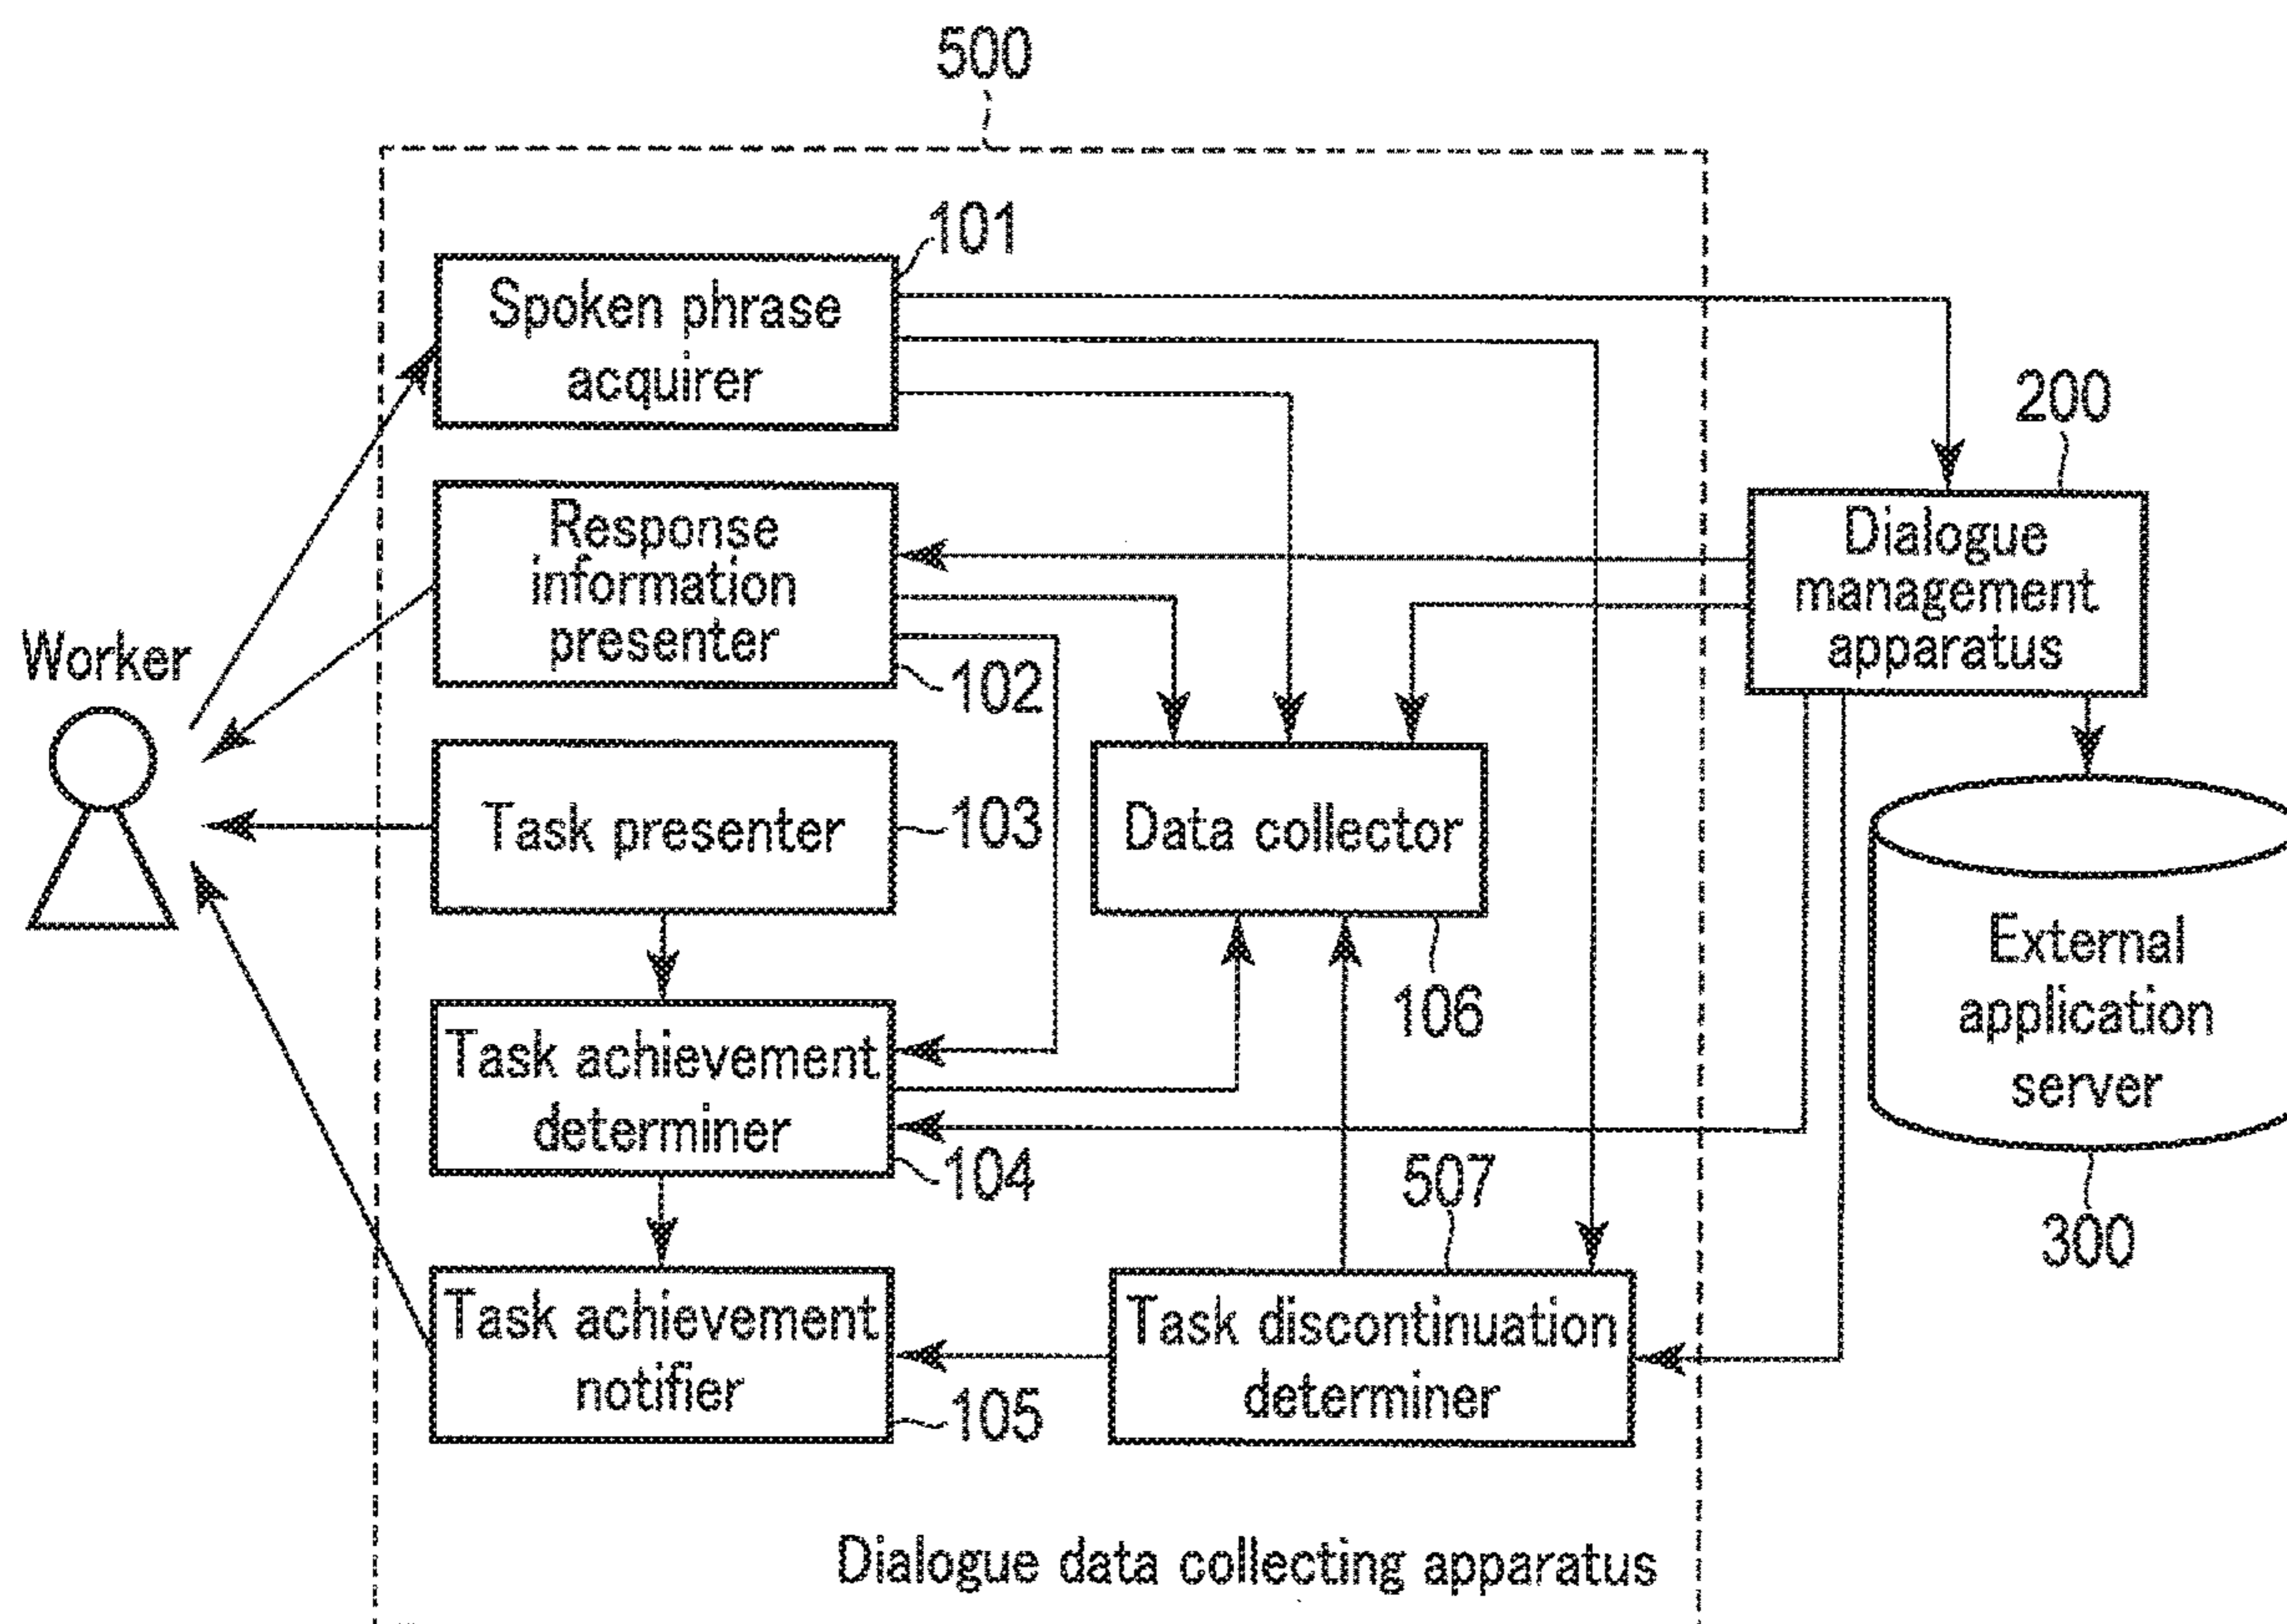 500
101
Spoken phrase
acquirer
200
Response
information
presenter
102
Dialogue
management
apparatus
Worker
Task presenter
103
Data collector
106
External
application
server
300
Task achievement
determiner
104
507
Task achievement
notifier
105
Task discontinuation
determiner
Dialogue data collecting apparatus